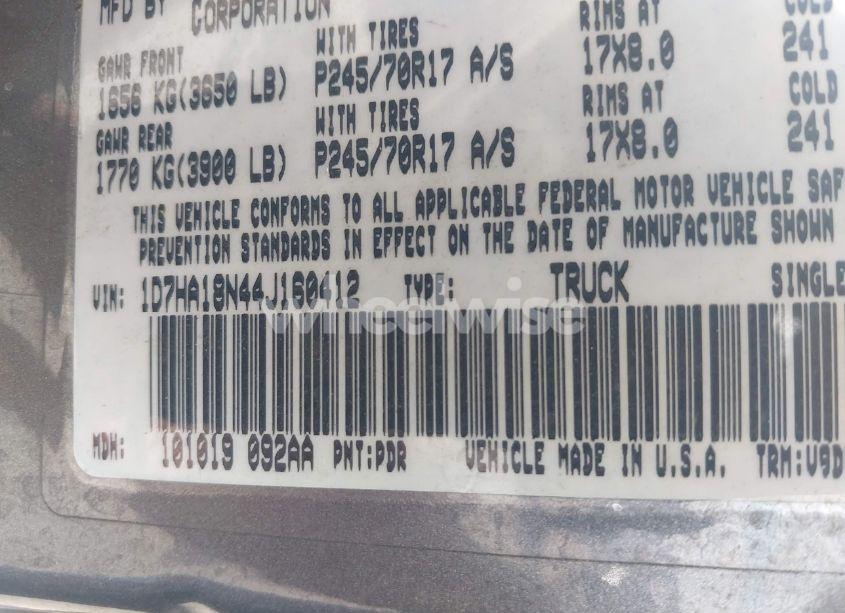 MFD BY CORPORATION RIMS AT COLD
GAWR FRONT WITH TIRES 17X8.0 241
1656 KG(3650 LB) P245/70R17 A/S RIMS AT COLD
GAWR REAR WITH TIRES 17X8.0 241
1770 KG(3900 LB) P245/70R17 A/S
THIS VEHICLE CONFORMS TO ALL APPLICABLE FEDERAL MOTOR VEHICLE SAF
PREVENTION STANDARDS IN EFFECT ON THE DATE OF MANUFACTURE SHOWN
VIN: 1D7HA18N44J160412 TYPE: TRUCK SINGLE
wheelwise
MDH: 101019 092AA PNT:PDR VEHICLE MADE IN U.S.A. TRM:V9D